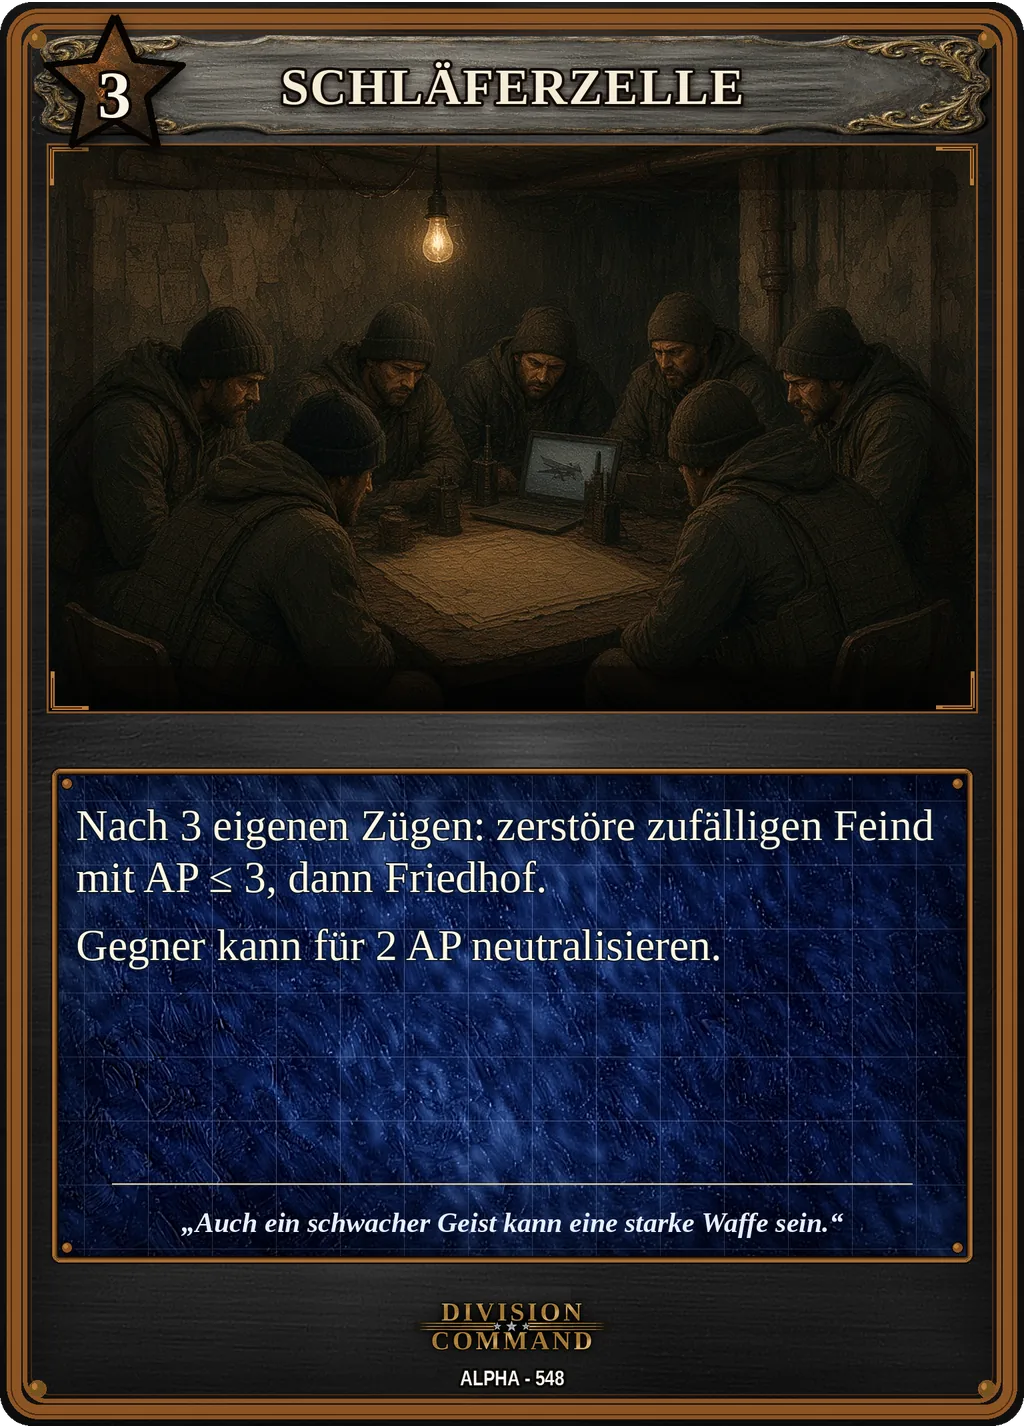 3
SCHLÄFERZELLE
Nach 3 eigenen Zügen: zerstöre zufälligen Feind
mit AP ≤ 3, dann Friedhof.
Gegner kann für 2 AP neutralisieren.
„Auch ein schwacher Geist kann eine starke Waffe sein.“
DIVISION
COMMAND
ALPHA - 548